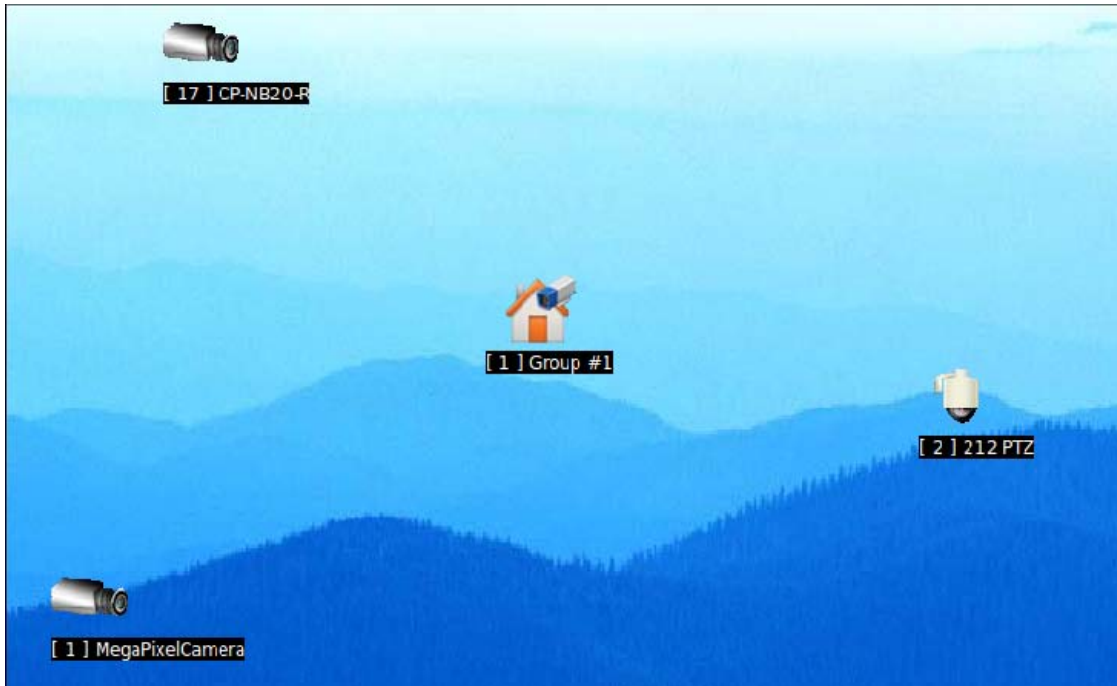 [ 17 ] CP-NB20-R
[ 1 ] Group #1
[ 2 ] 212 PTZ
[ 1 ] MegaPixelCamera